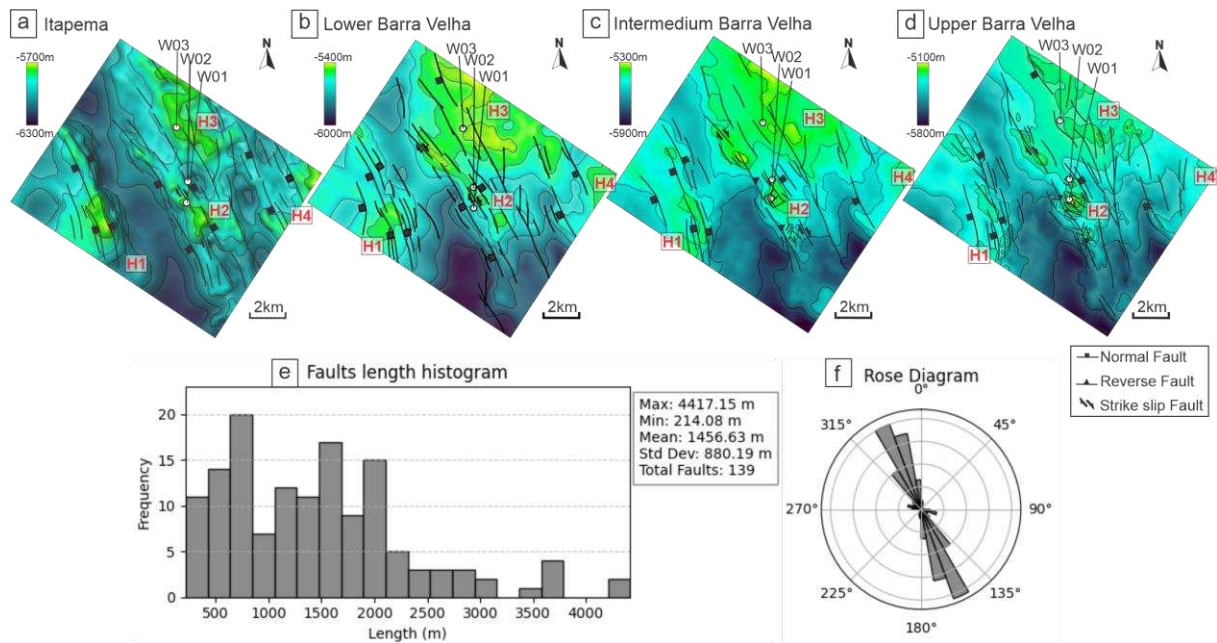 a Itapema
b Lower Barra Velha
c Intermedium Barra Velha
d Upper Barra Velha
-5700m
-6300m
W03
W02
W01
N
H3
H2
H4
H1
2km
-5400m
-6000m
W03
W02
W01
N
H3
H4
H2
H1
2km
-5300m
-5900m
W03
W02
W01
N
H3
H4
H2
H1
2km
-5100m
-5800m
W03
W02
W01
N
H3
H4
H2
H1
2km
Normal Fault
Reverse Fault
Strike slip Fault
e Faults length histogram
Frequency
20
15
10
5
0
500
1000
1500
2000
2500
3000
3500
4000
Length (m)
Max: 4417.15 m
Min: 214.08 m
Mean: 1456.63 m
Std Dev: 880.19 m
Total Faults: 139
f Rose Diagram
0°
45°
90°
135°
180°
225°
270°
315°